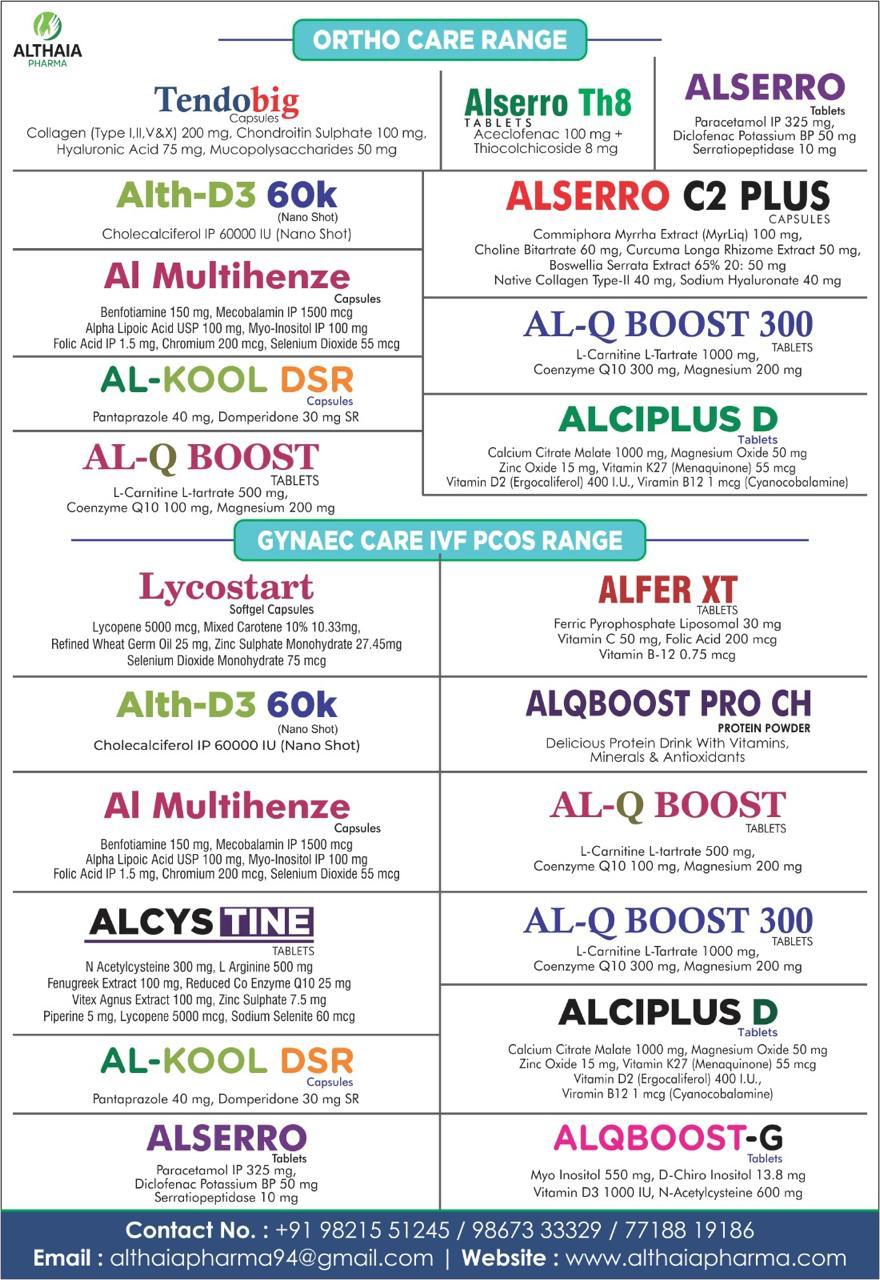 ALTHAIA
PHARMA
ORTHO CARE RANGE
Tendobig
Capsules
Collagen (Type I,II,V&X) 200 mg, Chondroitin Sulphate 100 mg,
Hyaluronic Acid 75 mg, Mucopolysaccharides 50 mg
Alserro Th8
TABLETS
Aceclofenac 100 mg +
Thiocolchicoside 8 mg
ALSERRO
Tablets
Paracetamol IP 325 mg,
Diclofenac Potassium BP 50 mg
Serratiopeptidase 10 mg
Alth-D3 60k
(Nano Shot)
Cholecalciferol IP 60000 IU (Nano Shot)
Al Multihenze
Capsules
Benfotiamine 150 mg, Mecobalamin IP 1500 mcg
Alpha Lipoic Acid USP 100 mg, Myo-Inositol IP 100 mg
Folic Acid IP 1.5 mg, Chromium 200 mcg, Selenium Dioxide 55 mcg
AL-KOOL DSR
Capsules
Pantaprazole 40 mg, Domperidone 30 mg SR
AL-Q BOOST
TABLETS
L-Carnitine L-tartrate 500 mg,
Coenzyme Q10 100 mg, Magnesium 200 mg
ALSERRO C2 PLUS
CAPSULES
Commiphora Myrrha Extract (MyrLiq) 100 mg,
Choline Bitartrate 60 mg, Curcuma Longa Rhizome Extract 50 mg,
Boswellia Serrata Extract 65% 20: 50 mg
Native Collagen Type-II 40 mg, Sodium Hyaluronate 40 mg
AL-Q BOOST 300
TABLETS
L-Carnitine L-Tartrate 1000 mg,
Coenzyme Q10 300 mg, Magnesium 200 mg
ALCIPLUS D
Tablets
Calcium Citrate Malate 1000 mg, Magnesium Oxide 50 mg
Zinc Oxide 15 mg, Vitamin K27 (Menaquinone) 55 mcg
Vitamin D2 (Ergocaliferol) 400 I.U., Viramin B12 1 mcg (Cyanocobalamine)
GYNAEC CARE IVF PCOS RANGE
Lycostart
Softgel Capsules
Lycopene 5000 mcg, Mixed Carotene 10% 10.33mg,
Refined Wheat Germ Oil 25 mg, Zinc Sulphate Monohydrate 27.45mg
Selenium Dioxide Monohydrate 75 mcg
Alth-D3 60k
(Nano Shot)
Cholecalciferol IP 60000 IU (Nano Shot)
Al Multihenze
Capsules
Benfotiamine 150 mg, Mecobalamin IP 1500 mcg
Alpha Lipoic Acid USP 100 mg, Myo-Inositol IP 100 mg
Folic Acid IP 1.5 mg, Chromium 200 mcg, Selenium Dioxide 55 mcg
ALCYSTINE
TABLETS
N Acetylcysteine 300 mg, L Arginine 500 mg
Fenugreek Extract 100 mg, Reduced Co Enzyme Q10 25 mg
Vitex Agnus Extract 100 mg, Zinc Sulphate 7.5 mg
Piperine 5 mg, Lycopene 5000 mcg, Sodium Selenite 60 mcg
AL-KOOL DSR
Capsules
Pantaprazole 40 mg, Domperidone 30 mg SR
ALSERRO
Tablets
Paracetamol IP 325 mg,
Diclofenac Potassium BP 50 mg
Serratiopeptidase 10 mg
ALFER XT
TABLETS
Ferric Pyrophosphate Liposomal 30 mg
Vitamin C 50 mg, Folic Acid 200 mcg
Vitamin B-12 0.75 mcg
ALQBOOST PRO CH
PROTEIN POWDER
Delicious Protein Drink With Vitamins,
Minerals & Antioxidants
AL-Q BOOST
TABLETS
L-Carnitine L-tartrate 500 mg,
Coenzyme Q10 100 mg, Magnesium 200 mg
AL-Q BOOST 300
TABLETS
L-Carnitine L-Tartrate 1000 mg,
Coenzyme Q10 300 mg, Magnesium 200 mg
ALCIPLUS D
Tablets
Calcium Citrate Malate 1000 mg, Magnesium Oxide 50 mg
Zinc Oxide 15 mg, Vitamin K27 (Menaquinone) 55 mcg
Vitamin D2 (Ergocaliferol) 400 I.U.,
Viramin B12 1 mcg (Cyanocobalamine)
ALQBOOST-G
Tablets
Myo Inositol 550 mg, D-Chiro Inositol 13.8 mg
Vitamin D3 1000 IU, N-Acetylcysteine 600 mg
Contact No. : +91 98215 51245 / 98673 33329 / 77188 19186
Email : althaiapharma94@gmail.com | Website : www.althaiapharma.com